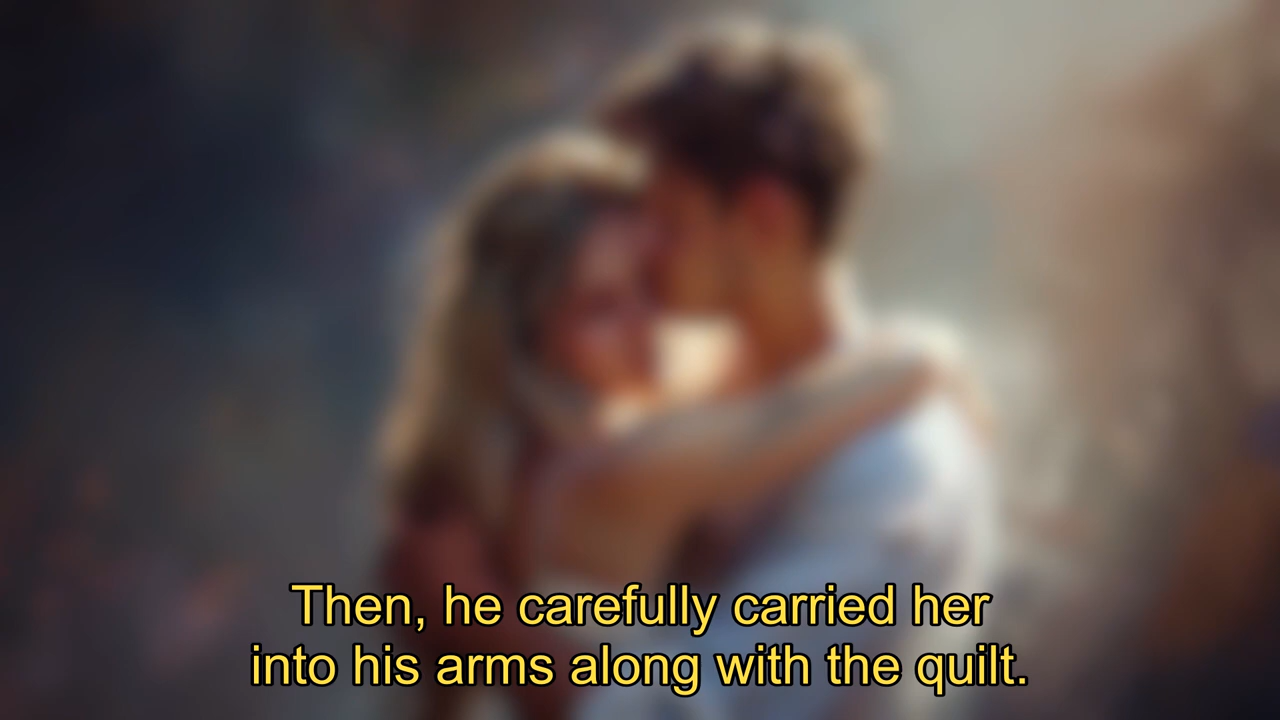 Then, he carefully carried her
into his arms along with the quilt.